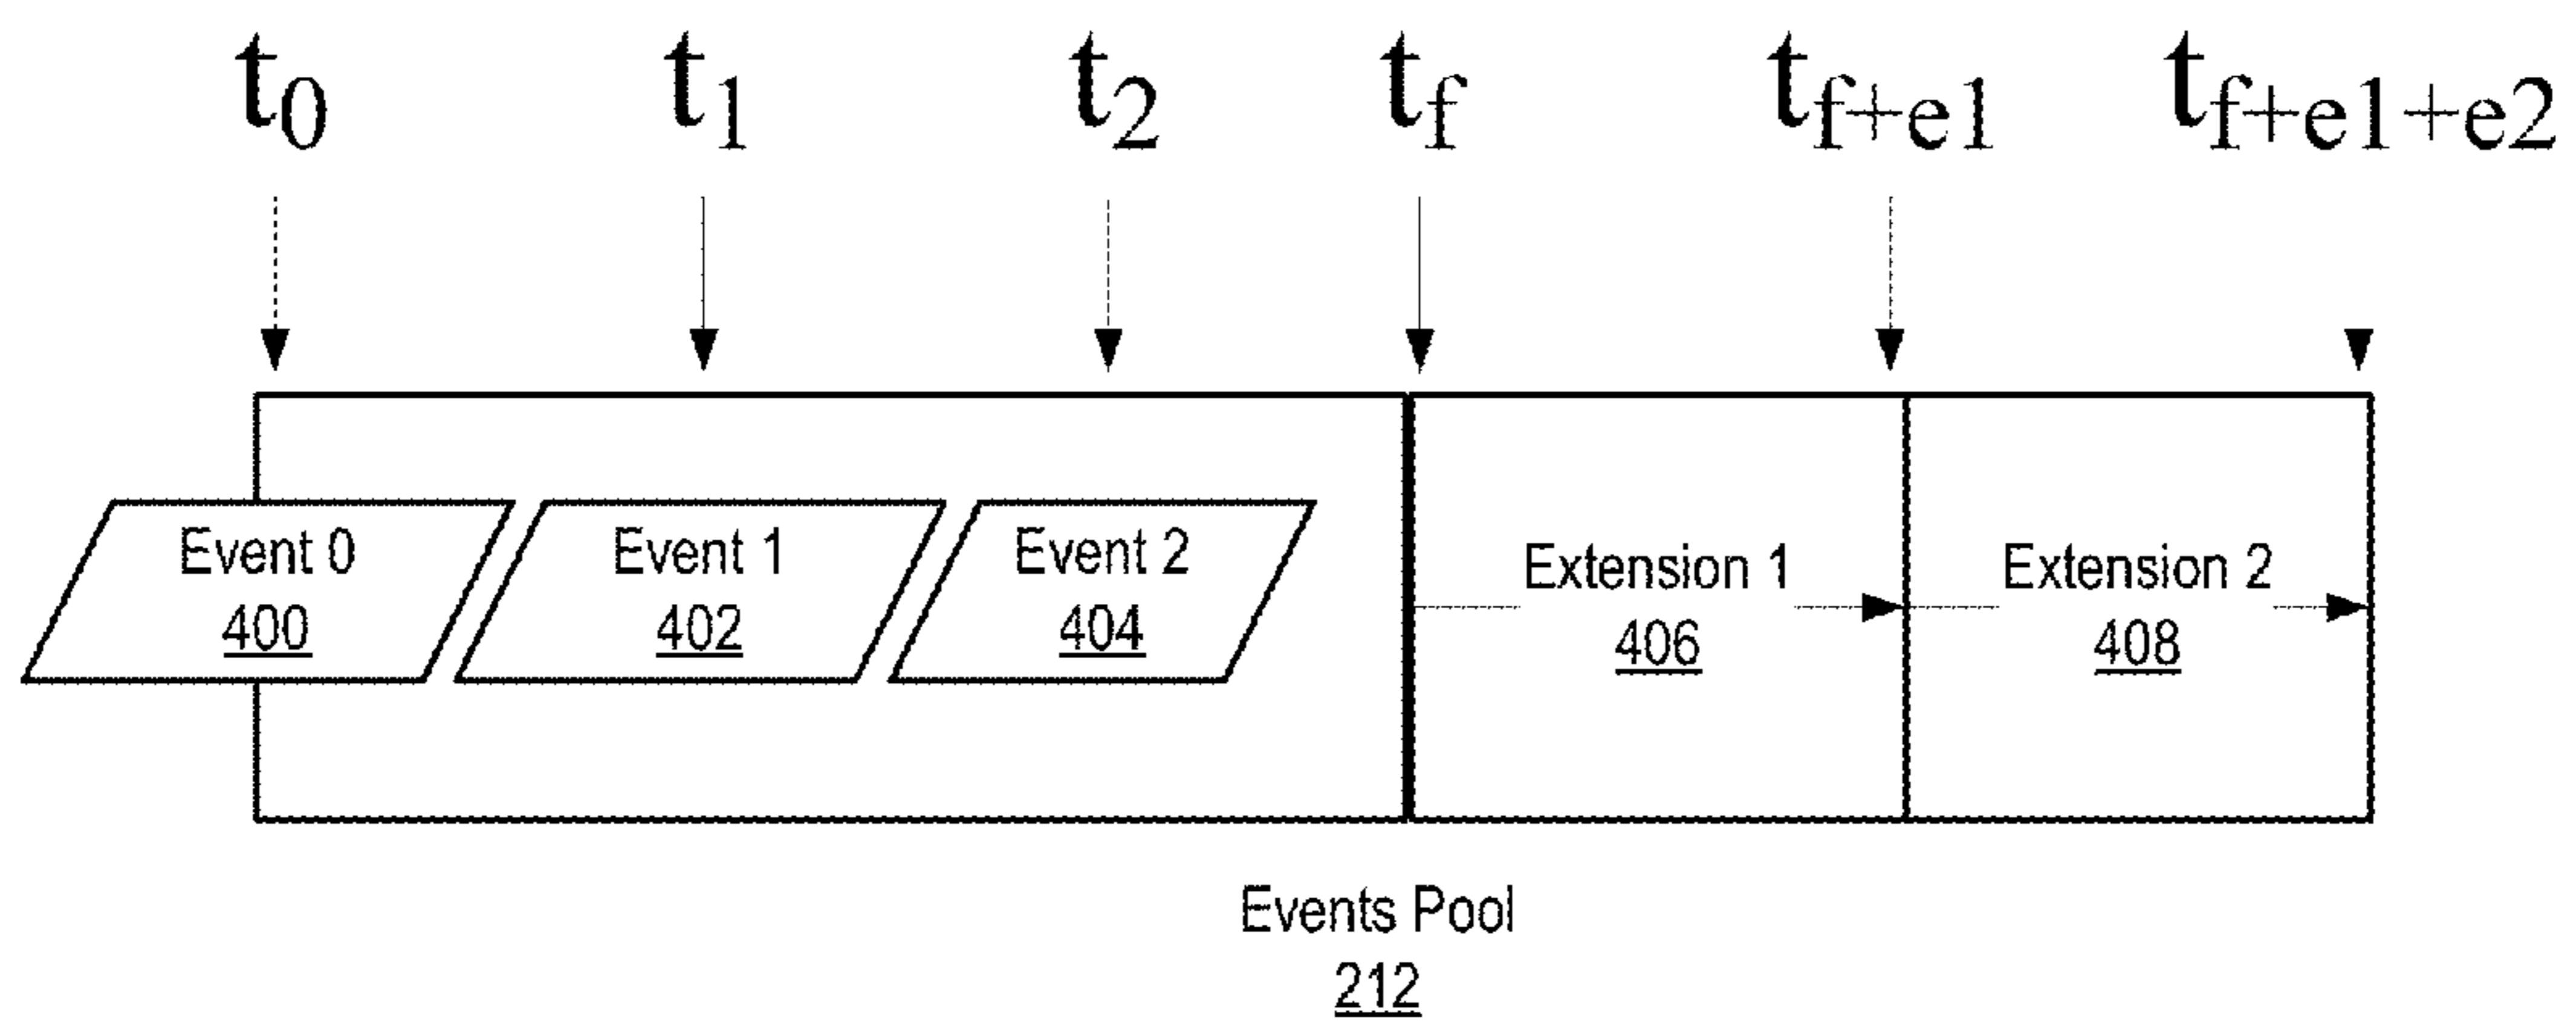 t0 t1 t2 tf tf+e1 tf+e1+e2
Event 0
400
Event 1
402
Event 2
404
Extension 1
406
Extension 2
408
Events Pool
212